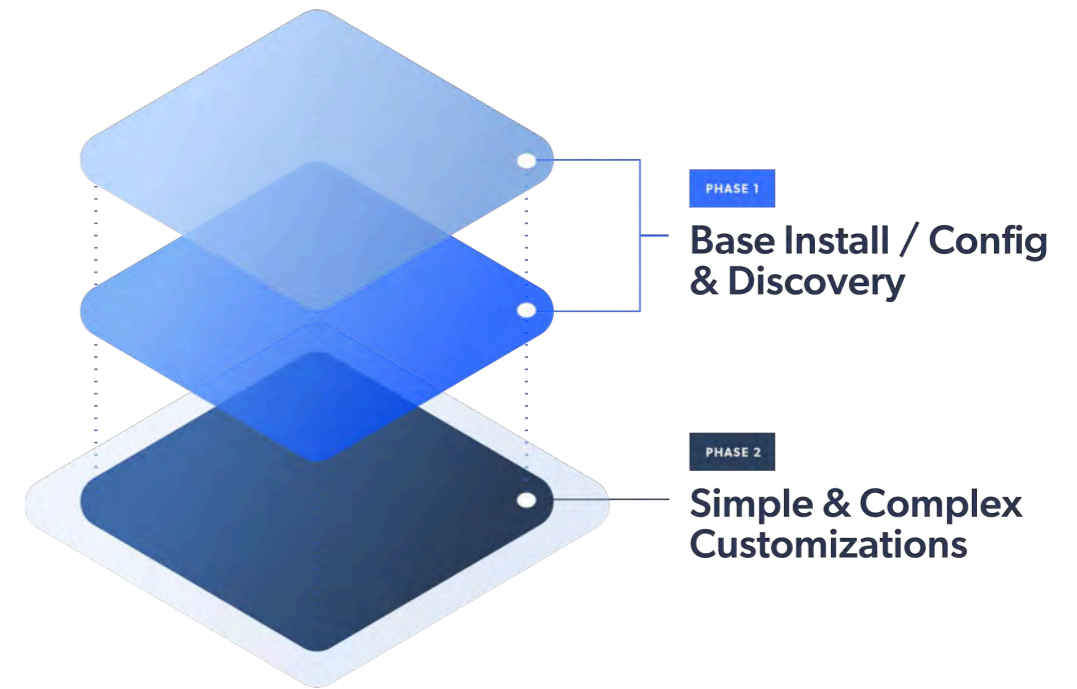 PHASE 1
Base Install / Config
& Discovery
PHASE 2
Simple & Complex
Customizations